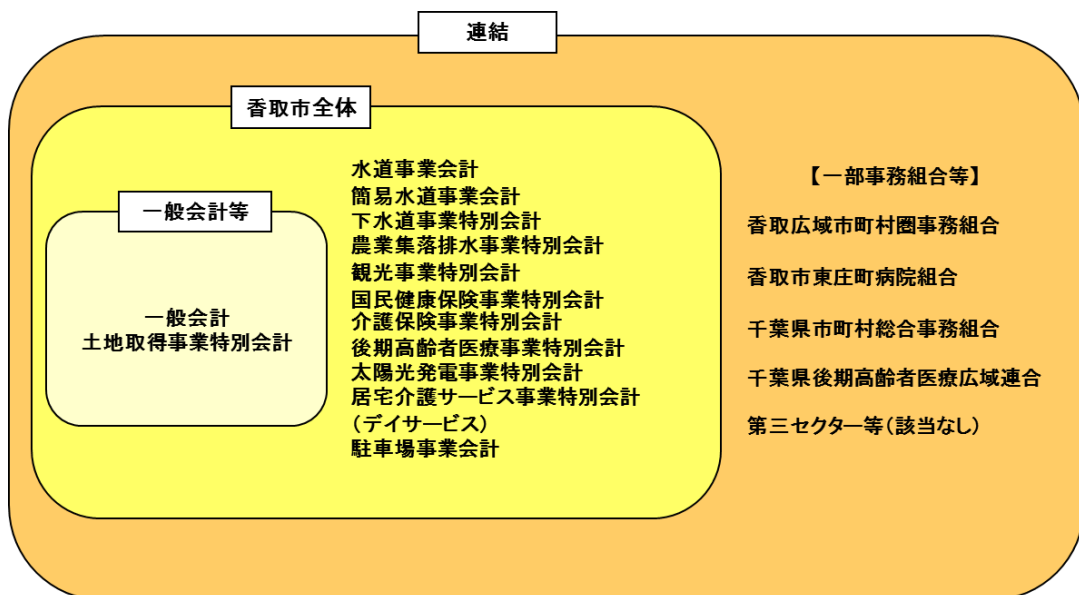 連結
香取市全体
一般会計等
一般会計
土地取得事業特別会計
水道事業会計
簡易水道事業会計
下水道事業特別会計
農業集落排水事業特別会計
観光事業特別会計
国民健康保険事業特別会計
介護保険事業特別会計
後期高齢者医療事業特別会計
太陽光発電事業特別会計
居宅介護サービス事業特別会計
（デイサービス）
駐車場事業会計
【一部事務組合等】
香取広域市町村圏事務組合
香取市東庄町病院組合
千葉県市町村総合事務組合
千葉県後期高齢者医療広域連合
第三セクター等（該当なし）